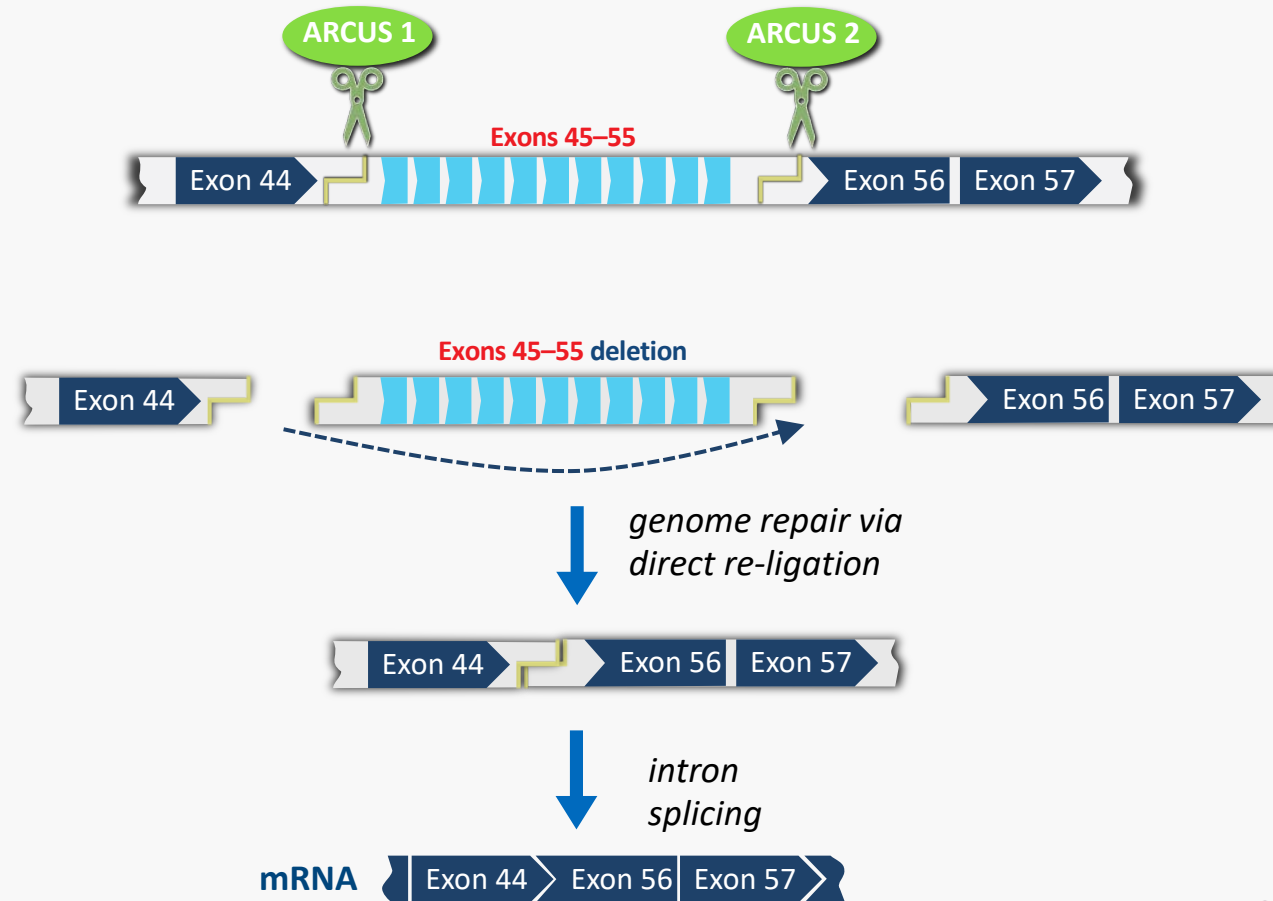 ARCUS 1
ARCUS 2
Exons 45–55
Exon 44
Exon 56
Exon 57
Exons 45–55 deletion
Exon 44
Exon 56
Exon 57
genome repair via
direct re-ligation
Exon 44
Exon 56
Exon 57
intron
splicing
mRNA
Exon 44
Exon 56
Exon 57